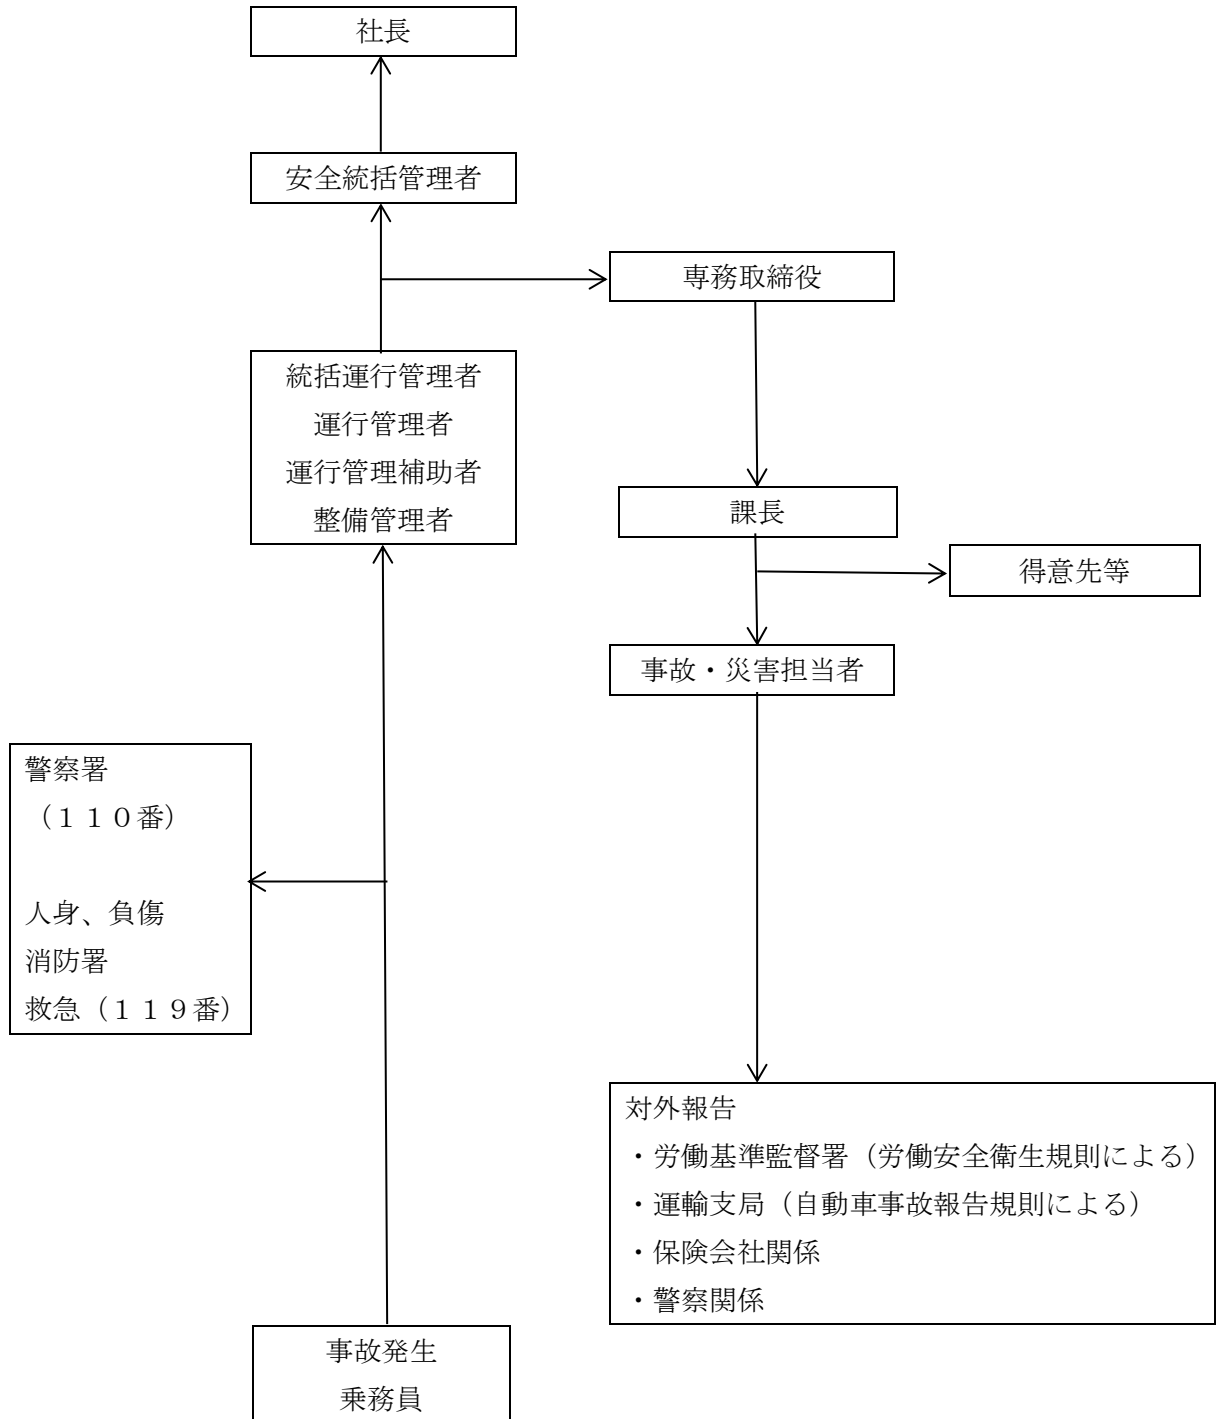 社長
安全統括管理者
専務取締役
統括運行管理者
運行管理者
運行管理補助者
整備管理者
課長
得意先等
事故・災害担当者
警察署
（１１０番）
人身、負傷
消防署
救急（１１９番）
対外報告
・労働基準監督署（労働安全衛生規則による）
・運輸支局（自動車事故報告規則による）
・保険会社関係
・警察関係
事故発生
乗務員